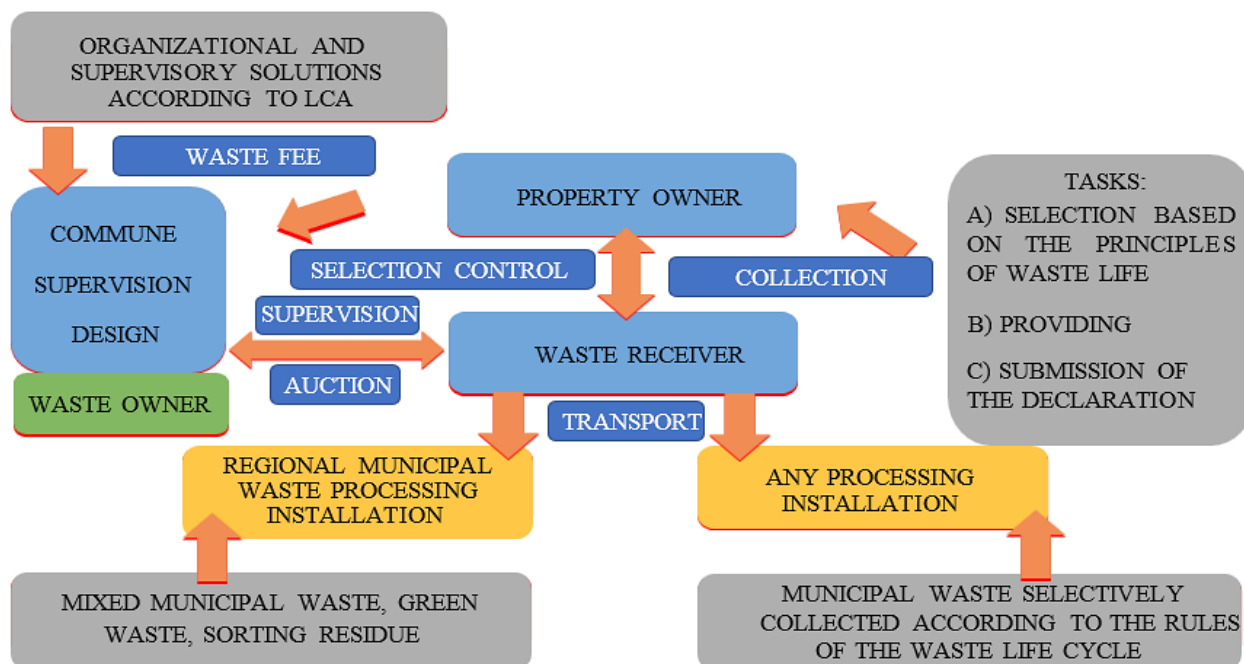 ORGANIZATIONAL AND
SUPERVISORY SOLUTIONS
ACCORDING TO LCA
WASTE FEE
PROPERTY OWNER
COMMUNE
SUPERVISION
DESIGN
WASTE OWNER
SELECTION CONTROL
COLLECTION
SUPERVISION
AUCTION
WASTE RECEIVER
TRANSPORT
TASKS:
A) SELECTION BASED
ON THE PRINCIPLES
OF WASTE LIFE
B) PROVIDING
C) SUBMISSION OF
THE DECLARATION
REGIONAL MUNICIPAL
WASTE PROCESSING
INSTALLATION
ANY PROCESSING
INSTALLATION
MIXED MUNICIPAL WASTE, GREEN
WASTE, SORTING RESIDUE
MUNICIPAL WASTE SELECTIVELY
COLLECTED ACCORDING TO THE RULES
OF THE WASTE LIFE CYCLE